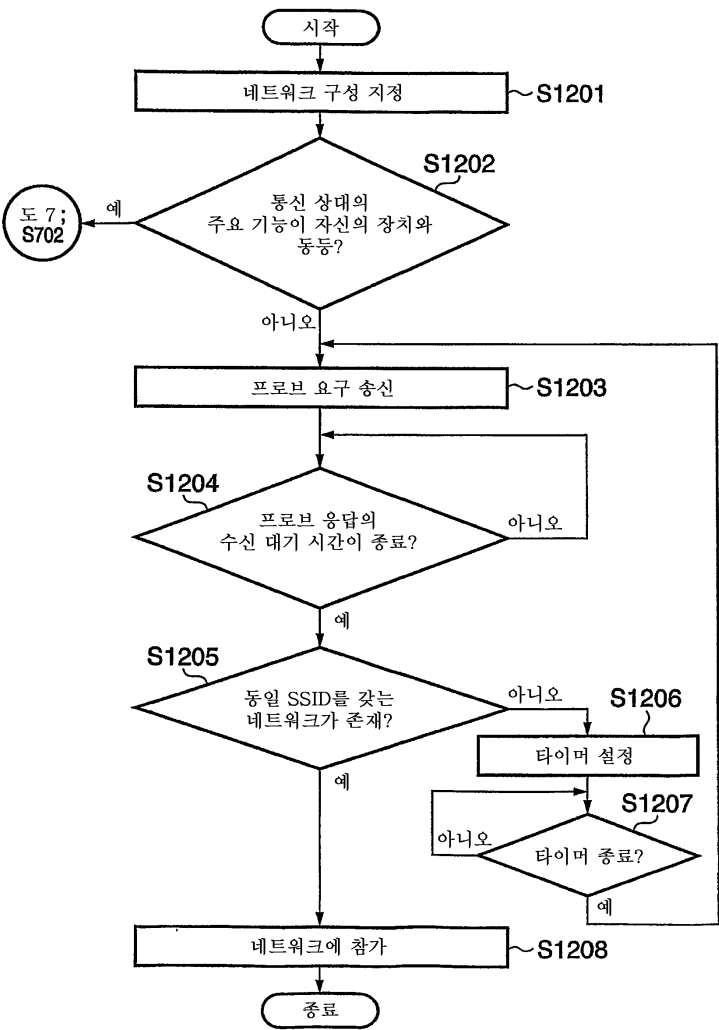 시작
네트워크 구성 지정
S1201
S1202
통신 상대의
주요 기능이 자신의 장치와
동등?
예
도 7;
S702
아니오
프로브 요구 송신
S1203
S1204
프로브 응답의
수신 대기 시간이 종료?
아니오
예
S1205
동일 SSID를 갖는
네트워크가 존재?
아니오
예
S1206
타이머 설정
S1207
타이머 종료?
아니오
예
네트워크에 참가
S1208
종료